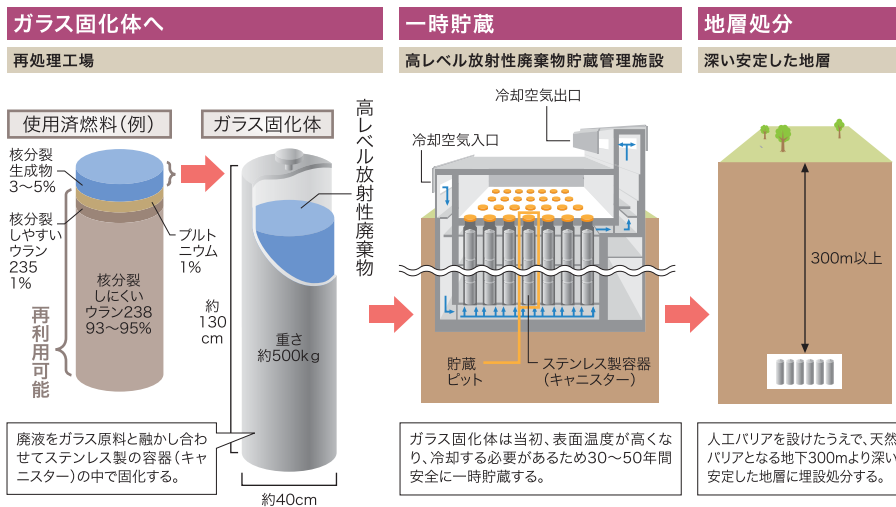 ガラス固化体へ
再処理工場
使用済燃料（例）
ガラス固化体
核分裂
生成物
3〜5%
核分裂
しやすい
ウラン
235
1%
プルト
ニウム
1%
核分裂
しにくい
ウラン238
93〜95%
再利用可能
高レベル放射性廃棄物
約
130
cm
重さ
約500kg
約40cm
廃液をガラス原料と融かし合わ
せてステンレス製の容器（キャ
ニスター）の中で固化する。
一時貯蔵
高レベル放射性廃棄物貯蔵管理施設
冷却空気出口
冷却空気入口
貯蔵
ピット
ステンレス製容器
（キャニスター）
ガラス固化体は当初、表面温度が高くな
り、冷却する必要があるため30〜50年間
安全に一時貯蔵する。
地層処分
深い安定した地層
300m以上
人工バリアを設けたうえで、天然
バリアとなる地下300mより深い
安定した地層に埋設処分する。